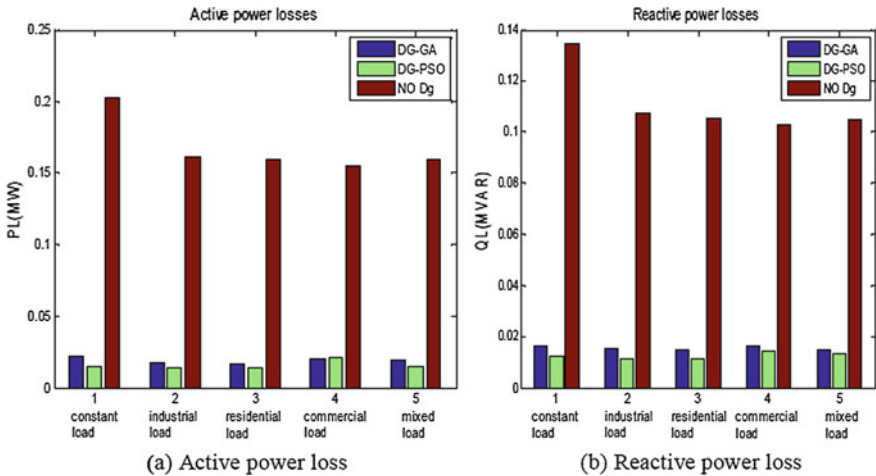 Active power losses
0.25
0.2
0.15
0.1
0.05
0
PL(MW)
DG-GA
DG-PSO
NO Dg
1 2 3 4 5
constant load
industrial load
residential load
commercial load
mixed load
(a) Active power loss
Reactive power losses
0.14
0.12
0.1
0.08
0.06
0.04
0.02
0
QL(MVAR)
DG-GA
DG-PSO
NO Dg
1 2 3 4 5
constant load
industrial load
residential load
commercial load
mixed load
(b) Reactive power loss